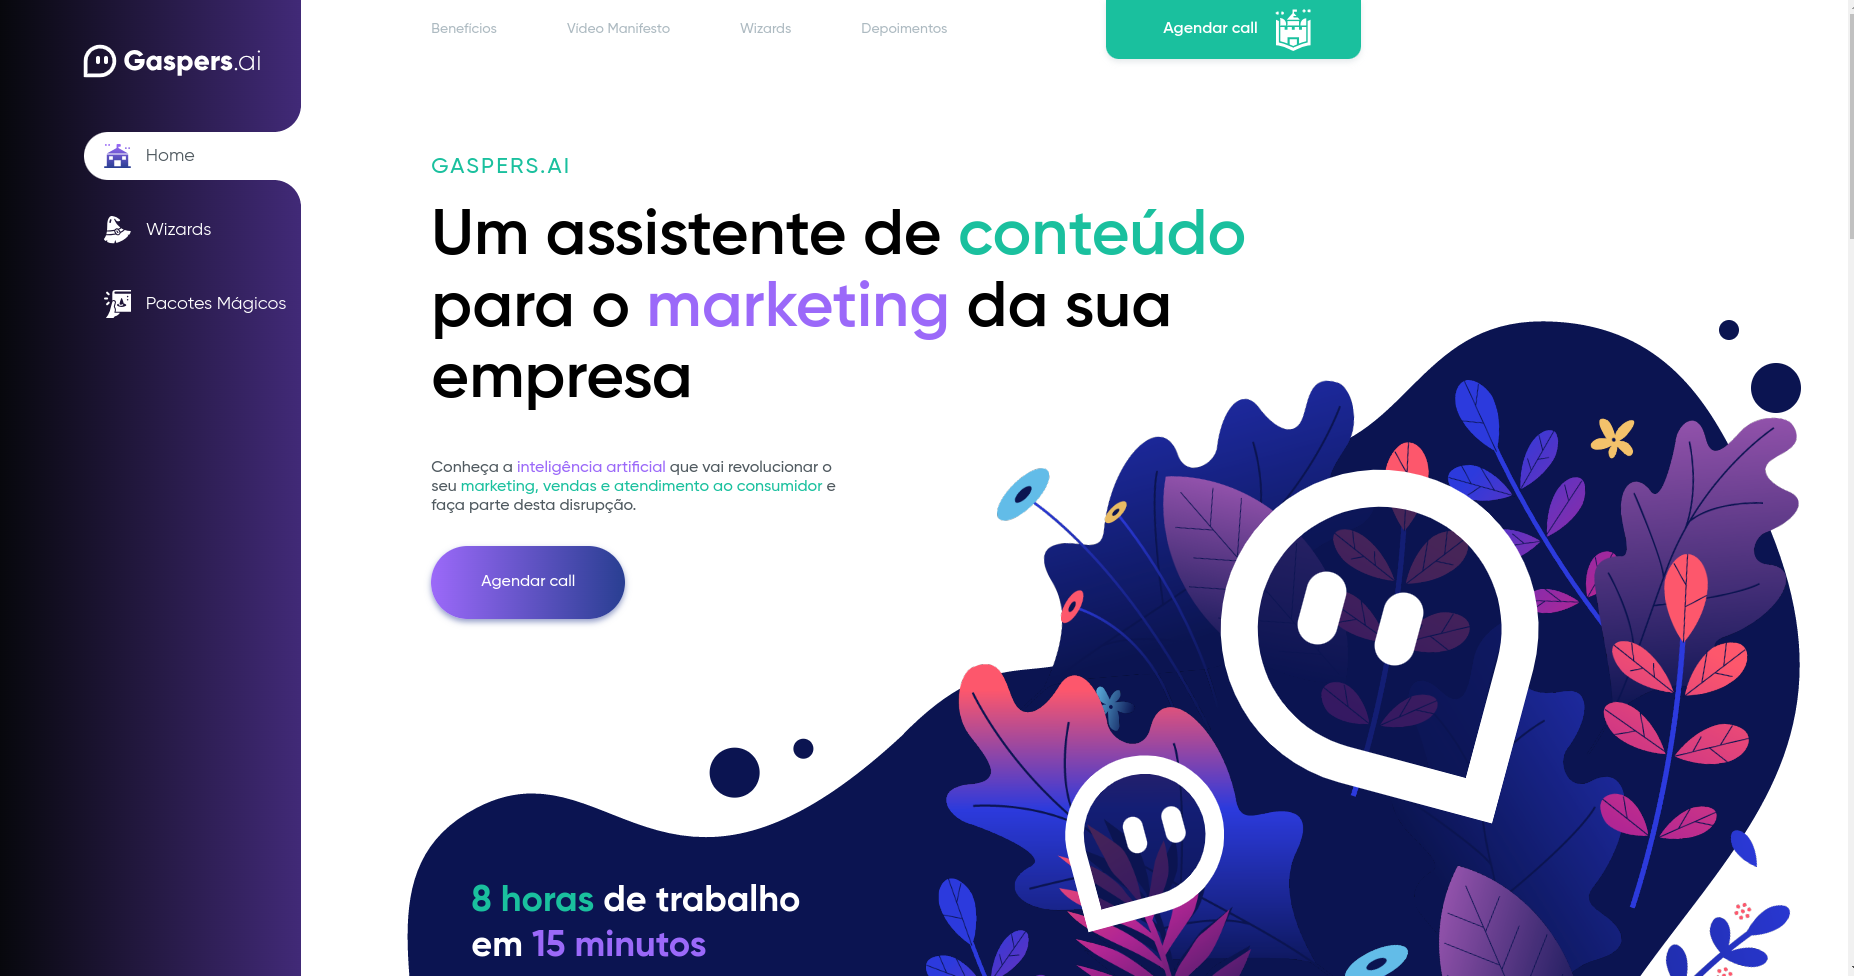 Gaspers.ai
Home
Wizards
Pacotes Mágicos
Benefícios
Vídeo Manifesto
Wizards
Depoimentos
Agendar call
GASPERS.AI
Um assistente de conteúdo
para o marketing da sua
empresa
Conheça a inteligência artificial que vai revolucionar o
seu marketing, vendas e atendimento ao consumidor e
faça parte desta disrupção.
Agendar call
8 horas de trabalho
em 15 minutos